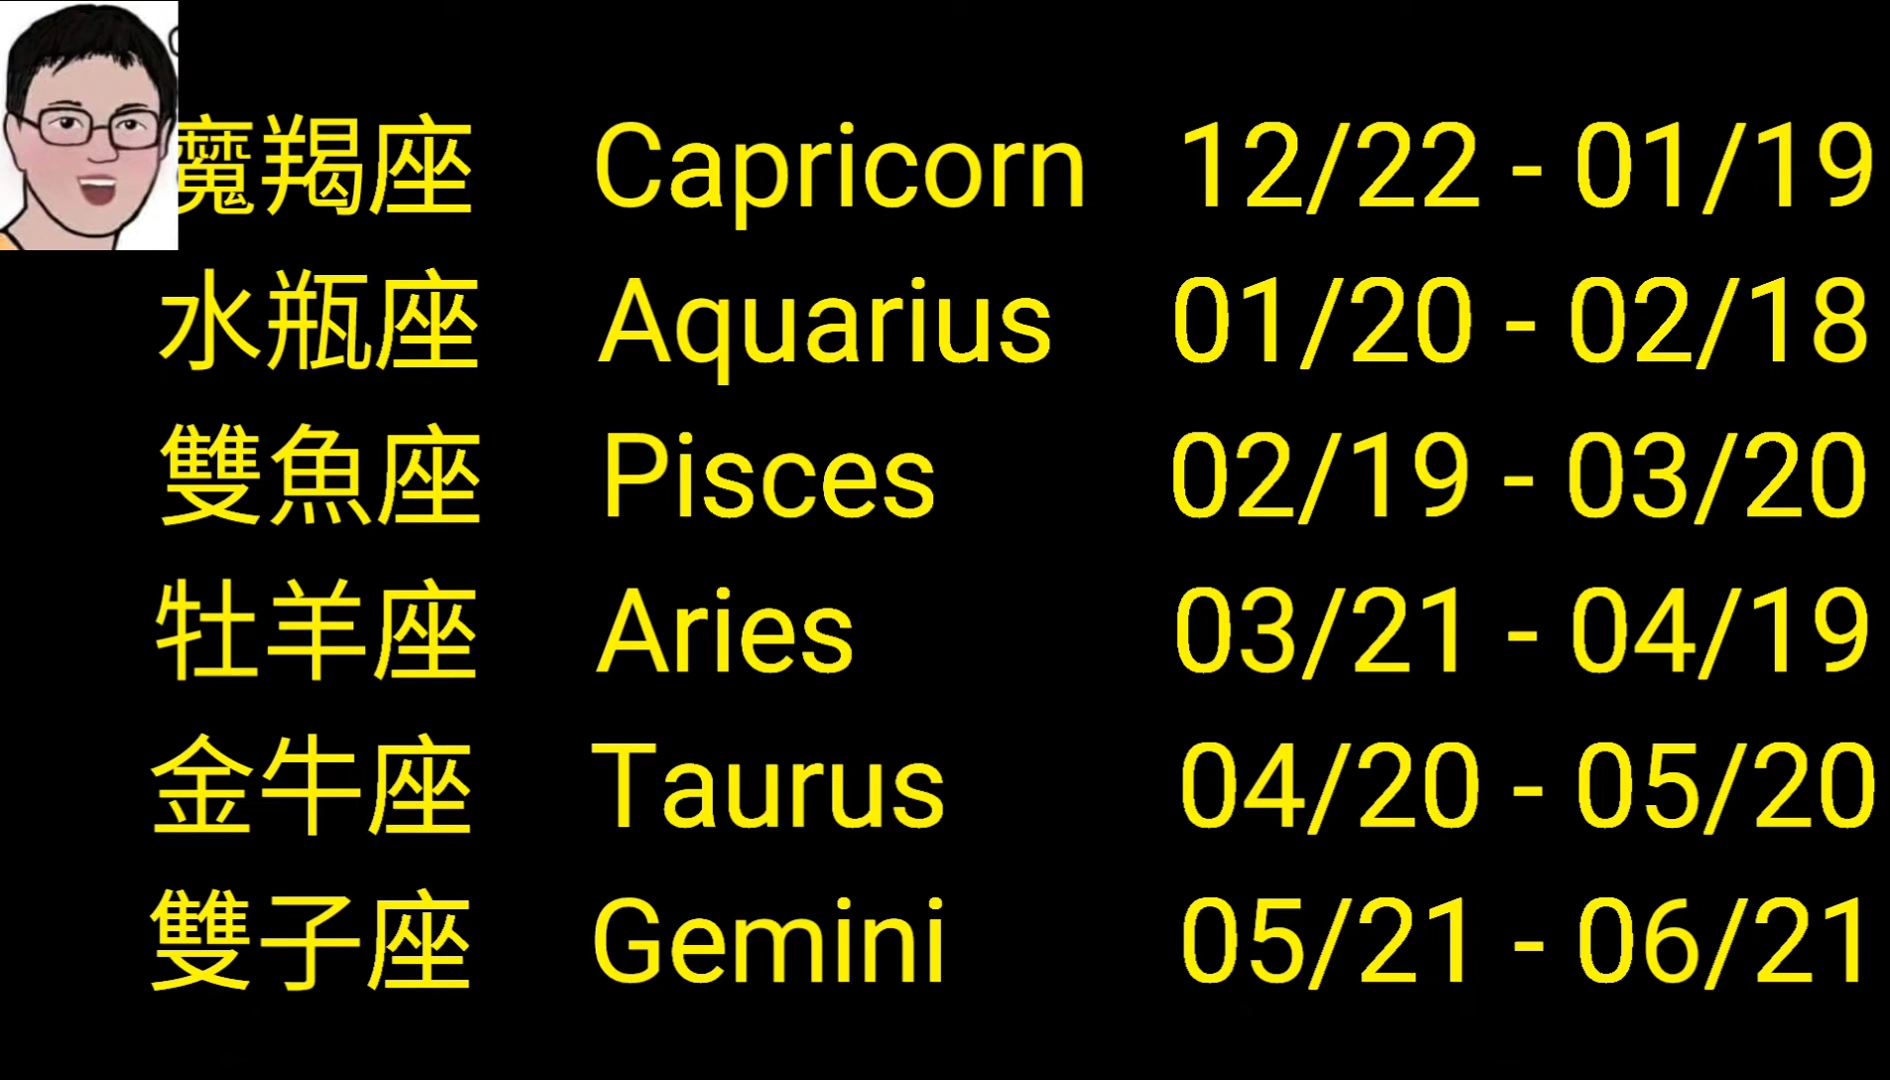 魔羯座 Capricorn 12/22 - 01/19
水瓶座 Aquarius 01/20 - 02/18
雙魚座 Pisces 02/19 - 03/20
牡羊座 Aries 03/21 - 04/19
金牛座 Taurus 04/20 - 05/20
雙子座 Gemini 05/21 - 06/21